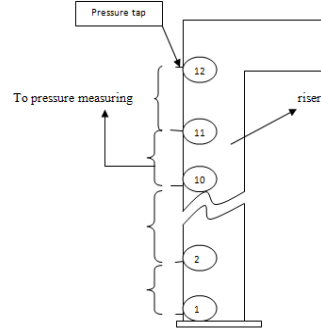 Pressure tap
12
To pressure measuring
riser
11
10
2
1